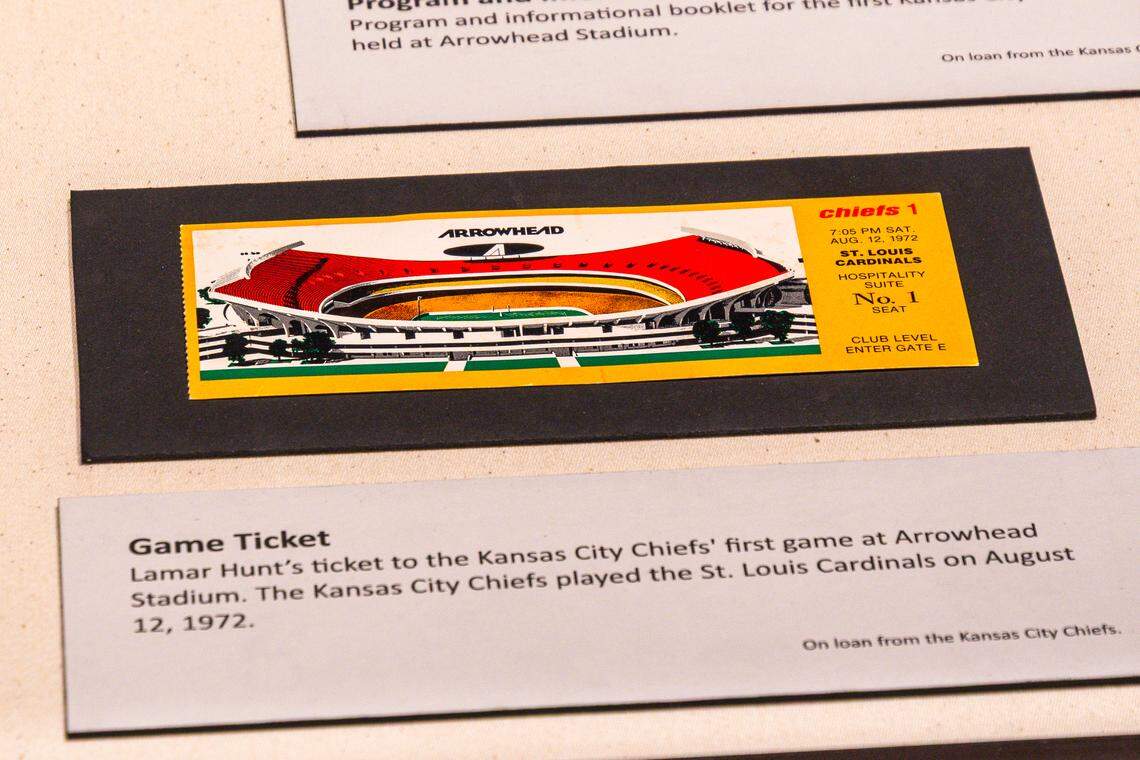 Program and
Program and informational booklet for the first Kansas City
held at Arrowhead Stadium.
On loan from the Kansas
ARROWHEAD
chiefs 1
7:05 PM SAT.
AUG. 12, 1972
ST. LOUIS
CARDINALS
HOSPITALITY
SUITE
No. 1
SEAT
CLUB LEVEL
ENTER GATE E
Game Ticket
Lamar Hunt's ticket to the Kansas City Chiefs' first game at Arrowhead
Stadium. The Kansas City Chiefs played the St. Louis Cardinals on August
12, 1972.
On loan from the Kansas City Chiefs.